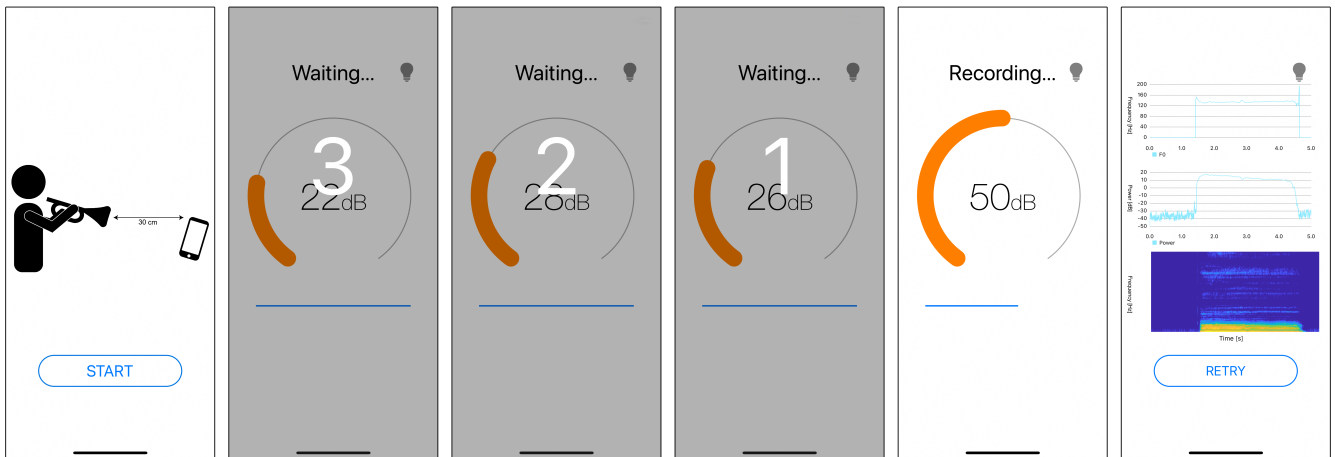 30 cm
START
Waiting...
3
22dB
Waiting...
2
28dB
Waiting...
1
26dB
Recording...
50dB
Frequency [Hz]
200
160
120
80
40
0
0.0 1.0 2.0 3.0 4.0 5.0
F0
Power [dB]
20
10
0
-10
-20
-30
-40
-50
0.0 1.0 2.0 3.0 4.0 5.0
Power
Frequency [Hz]
Time [s]
RETRY